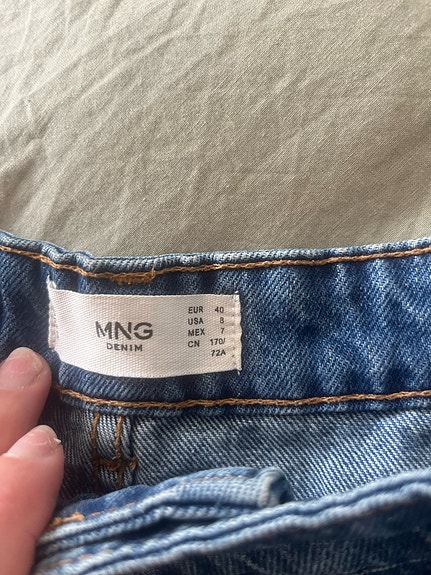 MNG
DENIM
EUR 40
USA 8
MEX 7
CN 170/
72A